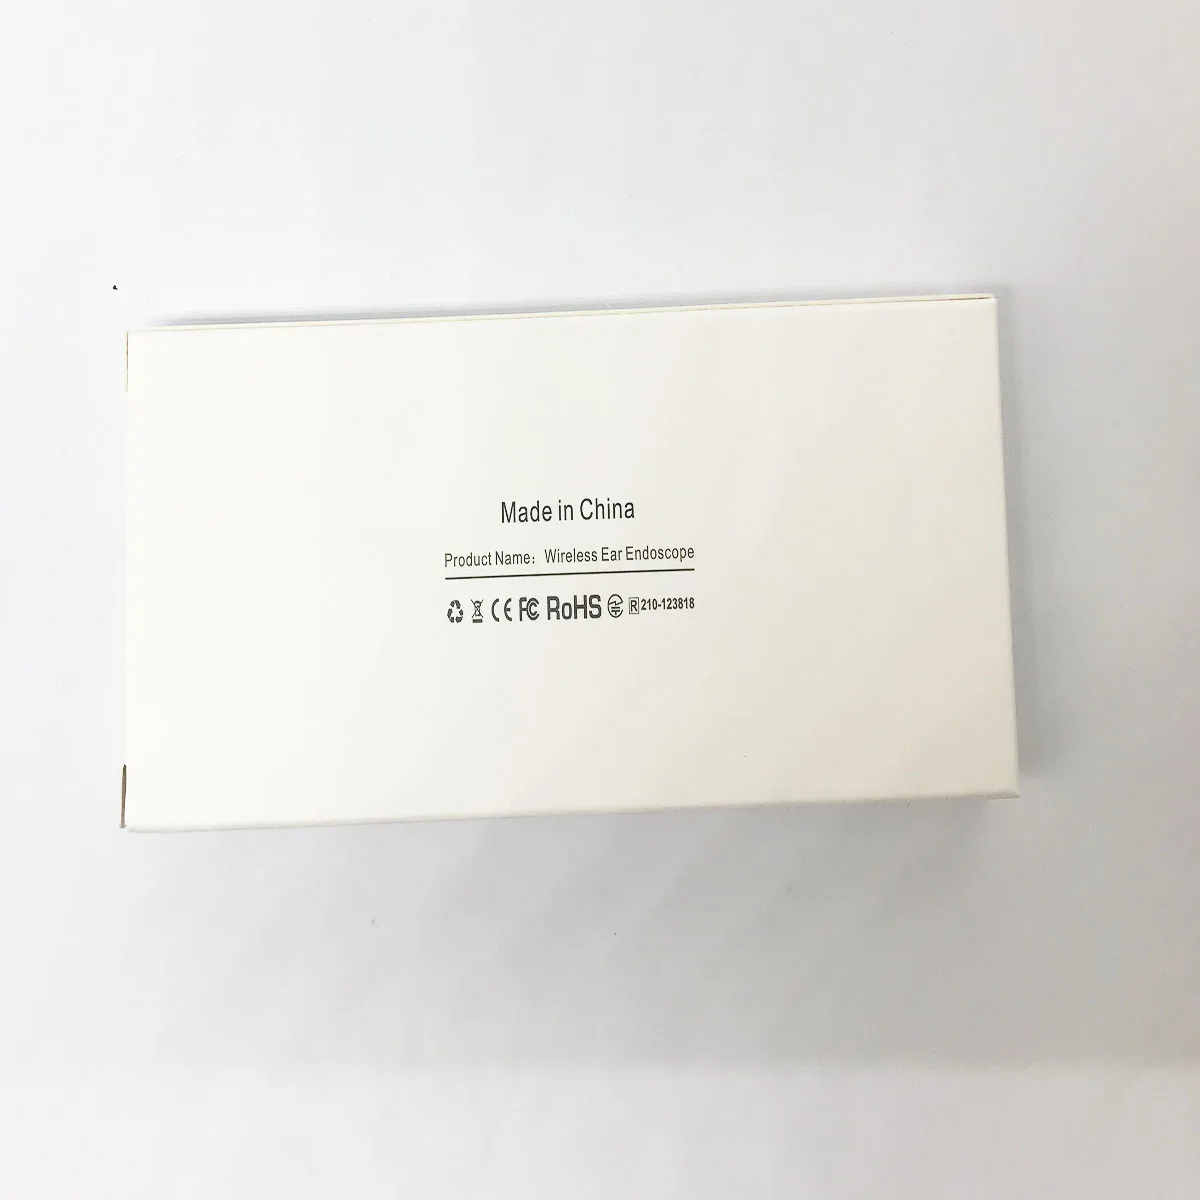 Made in China
Product Name: Wireless Ear Endoscope
CE FC RoHS R 210-123818